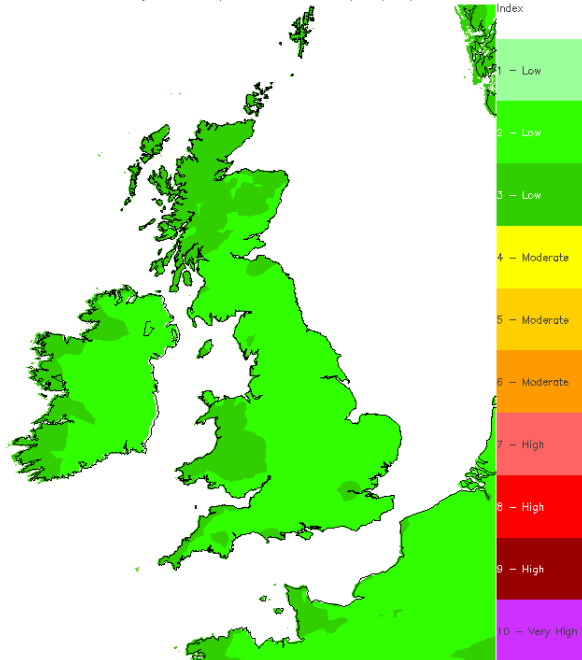 Index
1 - Low
2 - Low
3 - Low
4 - Moderate
5 - Moderate
6 - Moderate
7 - High
8 - High
9 - High
10 - Very High